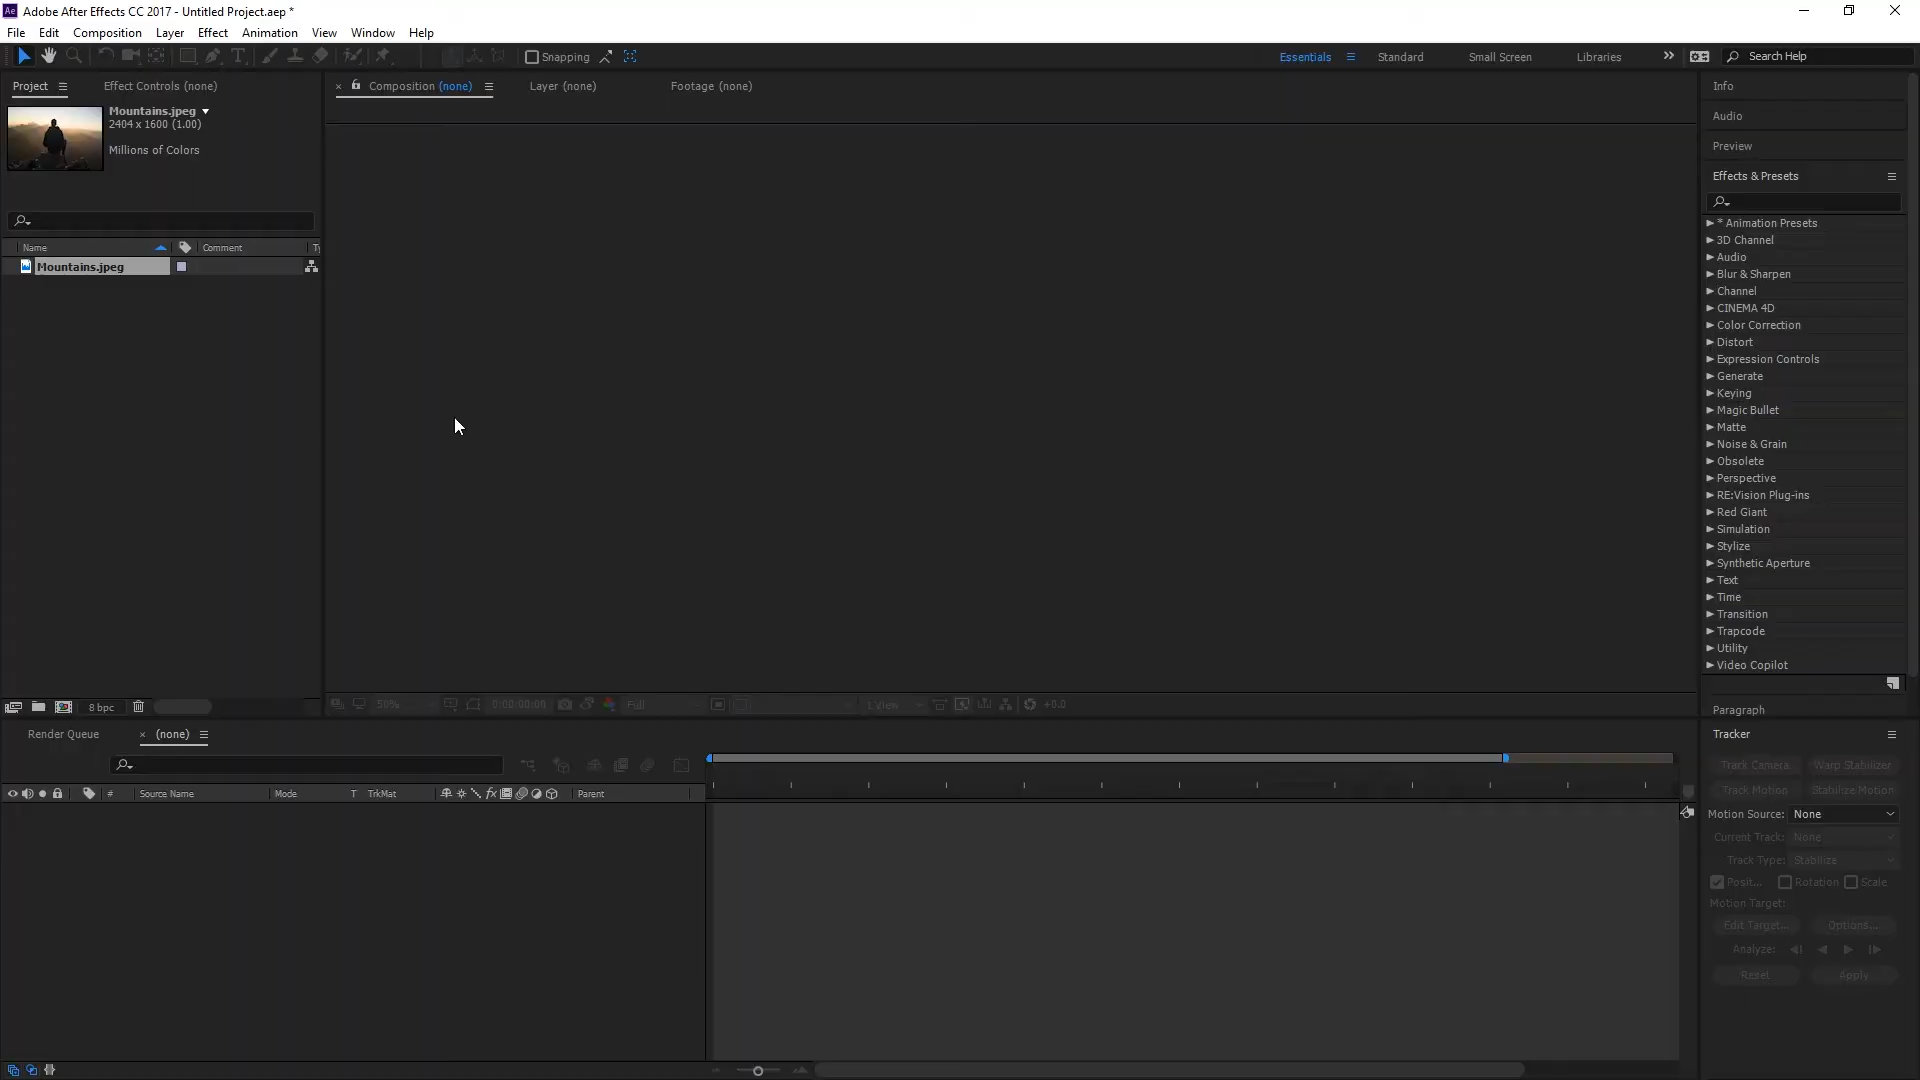 Adobe After Effects CC 2017 - Untitled Project.aep *
File Edit Composition Layer Effect Animation View Window Help
Snapping
Essentials Standard Small Screen Libraries Search Help
Project Effect Controls (none)
Mountains.jpeg
2404 x 1600 (1.00)
Millions of Colors
Name Comment
Mountains.jpeg
8 bpc
Composition (none) Layer (none) Footage (none)
50% 0:00:00:00 Full 1 View +0.0
Info
Audio
Preview
Effects & Presets
* Animation Presets
3D Channel
Audio
Blur & Sharpen
Channel
CINEMA 4D
Color Correction
Distort
Expression Controls
Generate
Keying
Magic Bullet
Matte
Noise & Grain
Obsolete
Perspective
RE:Vision Plug-ins
Red Giant
Simulation
Stylize
Synthetic Aperture
Text
Time
Transition
Trapcode
Utility
Video Copilot
Paragraph
Render Queue (none)
# Source Name Mode T TrkMat fx Parent
Tracker
Track Camera Warp Stabilizer
Track Motion Stabilize Motion
Motion Source: None
Current Track: None
Track Type: Stabilize
Posit... Rotation Scale
Motion Target:
Edit Target... Options...
Analyze:
Reset Apply